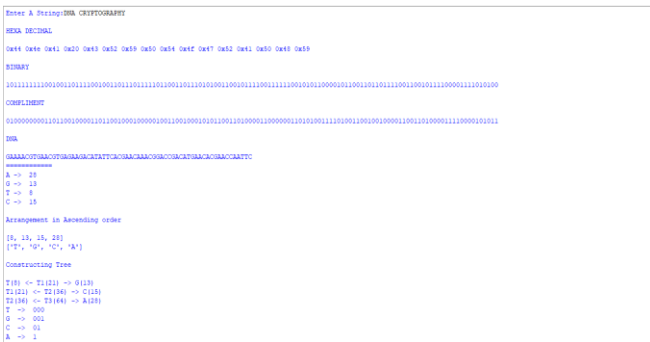 Enter A String:DNA CRYPTOGRAPHY
HEXA DECIMAL
0x44 0x4e 0x41 0x20 0x43 0x52 0x59 0x50 0x54 0x4f 0x47 0x52 0x41 0x50 0x48 0x59
BINARY
COMPLIMENT
DNA
============
A -> 28
G -> 13
T -> 8
C -> 15
Arrangement in Ascending order
[8, 13, 15, 28]
['T', 'G', 'C', 'A']
Constructing Tree
T(8) <- T1(21) -> G(13)
T1(21) <- T2(36) -> C(15)
T2(36) <- T3(64) -> A(28)
T -> 000
G -> 001
C -> 01
A -> 1